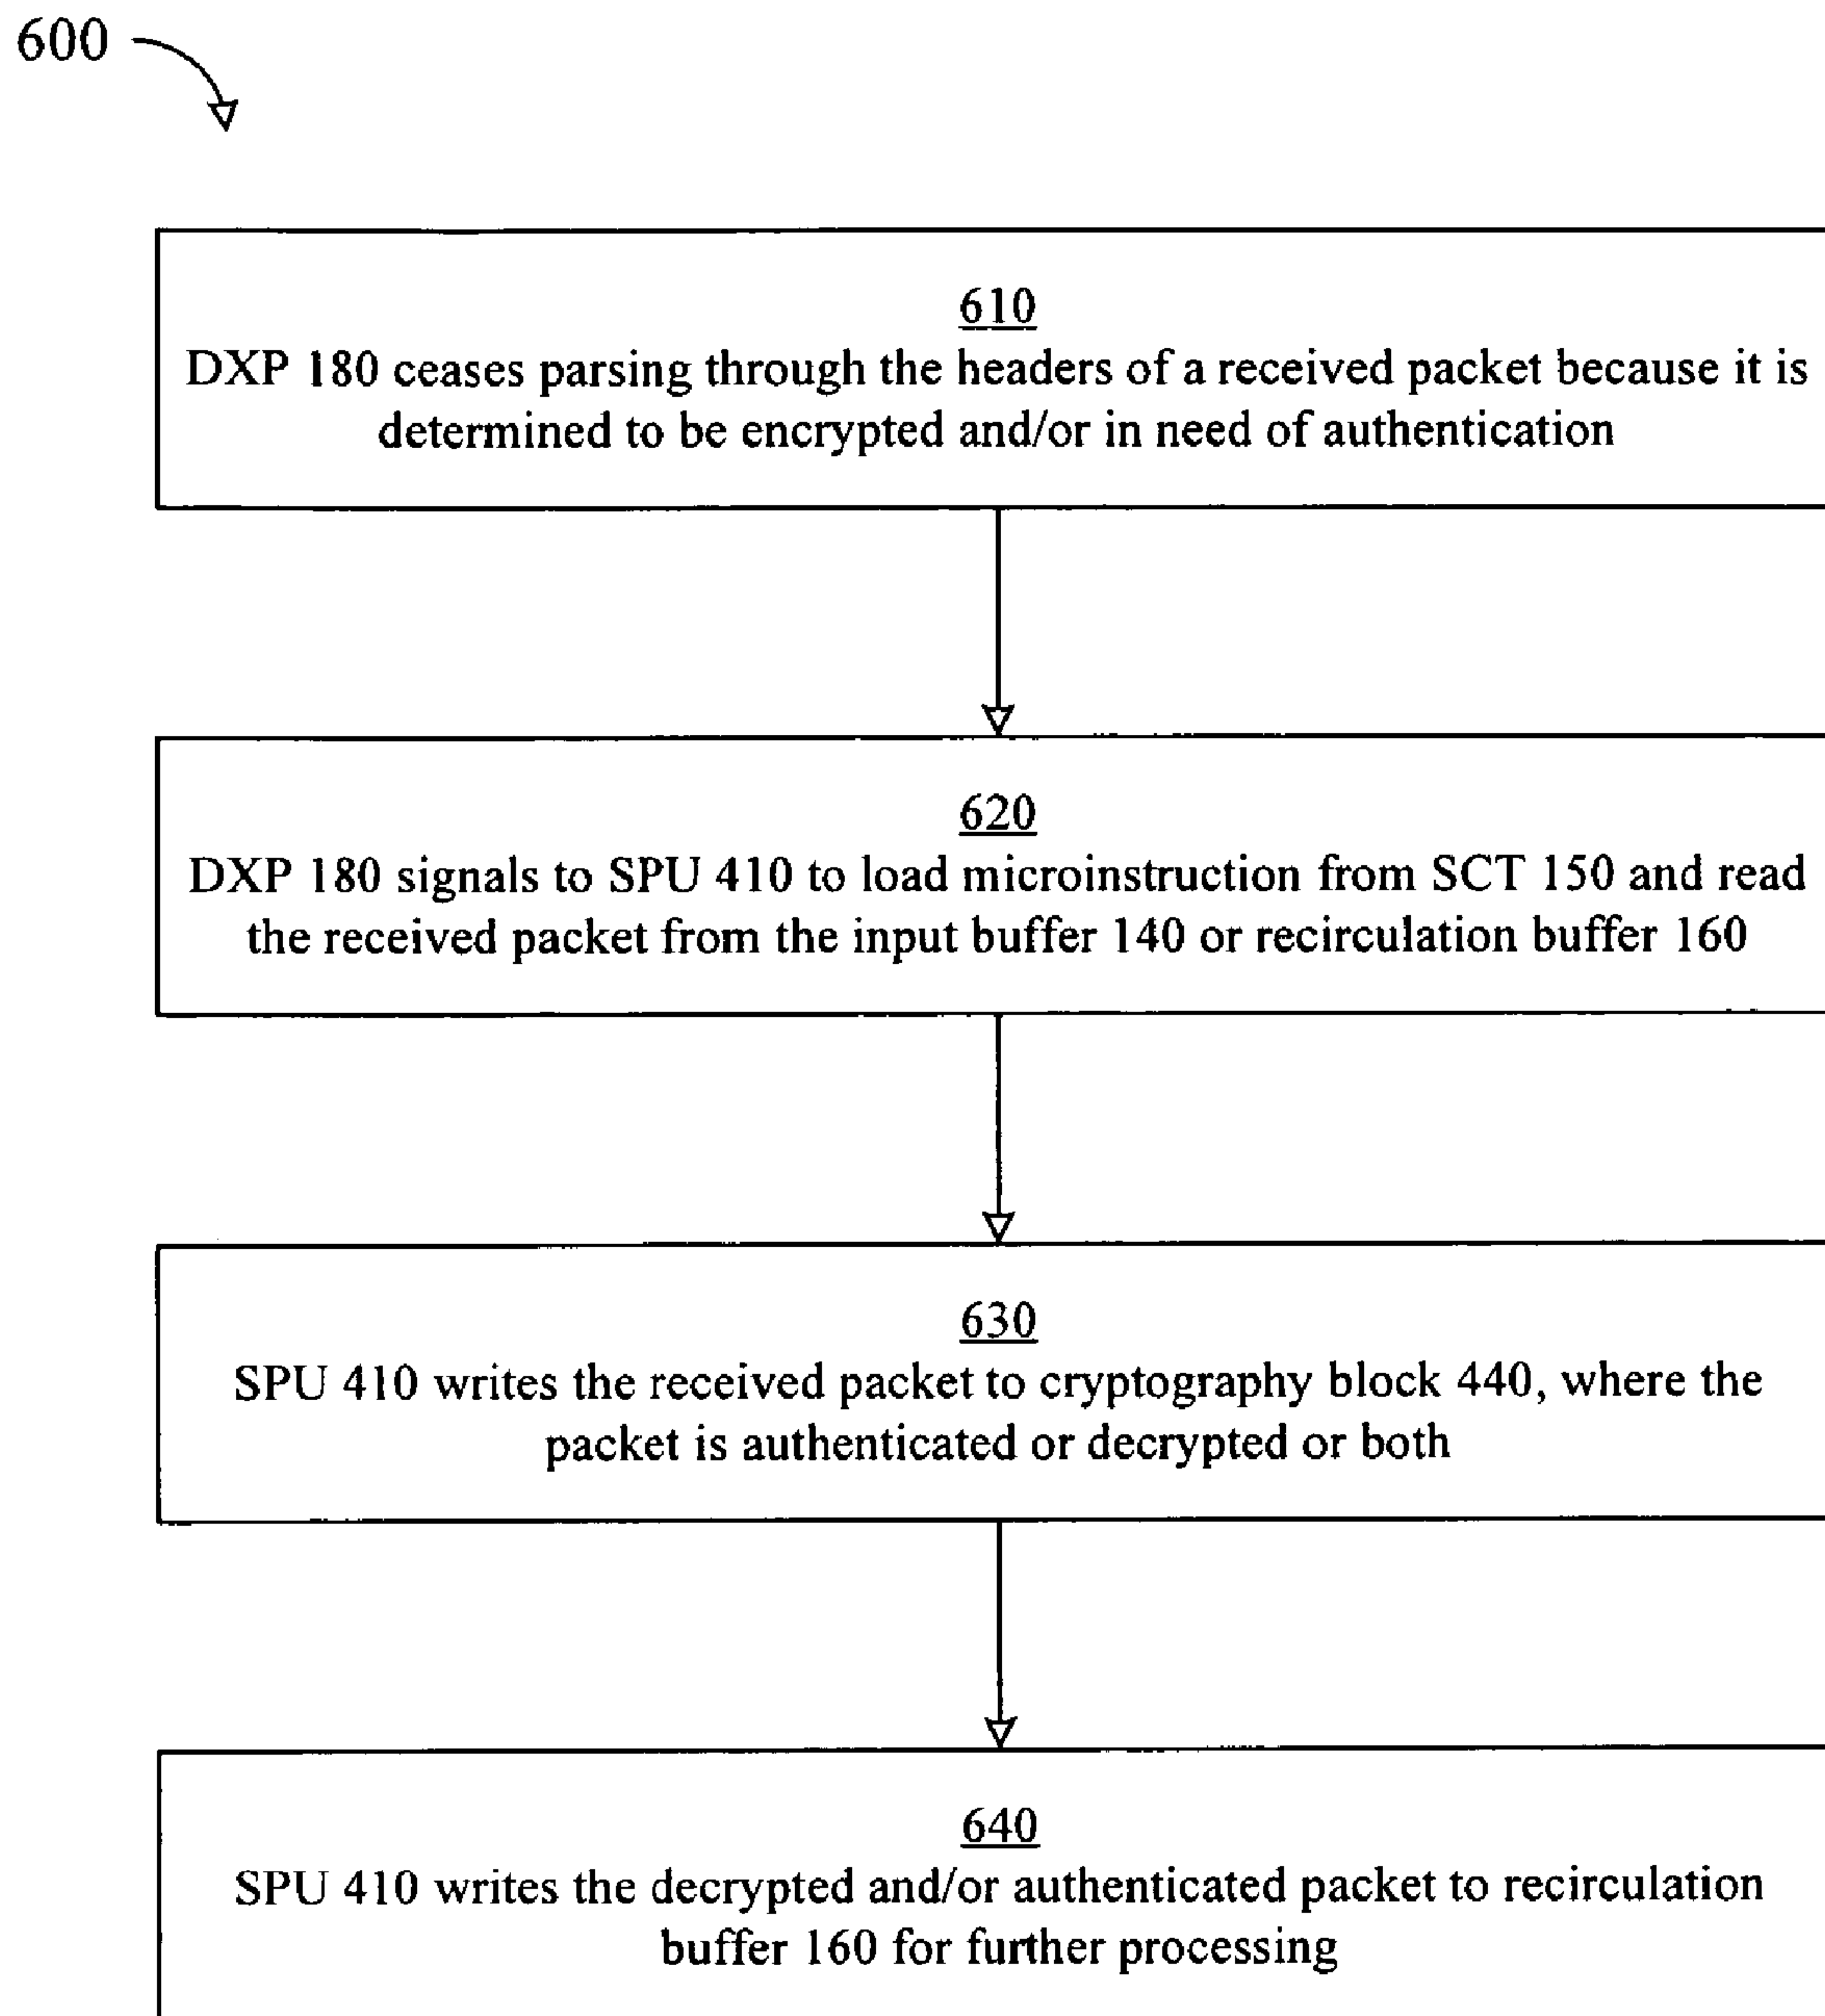 600
610
DXP 180 ceases parsing through the headers of a received packet because it is
determined to be encrypted and/or in need of authentication
620
DXP 180 signals to SPU 410 to load microinstruction from SCT 150 and read
the received packet from the input buffer 140 or recirculation buffer 160
630
SPU 410 writes the received packet to cryptography block 440, where the
packet is authenticated or decrypted or both
640
SPU 410 writes the decrypted and/or authenticated packet to recirculation
buffer 160 for further processing